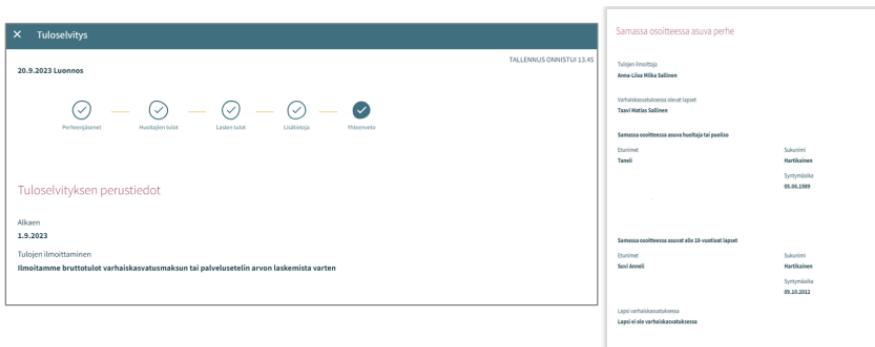 Tuloselvitys
TALLENNUS ONNISTUI 13.45
20.9.2023 Luonnos
Perheenjäsenet
Huoltajien tulot
Lasten tulot
Lisätietoja
Yhteenveto
Tuloselvityksen perustiedot
Alkaen
1.9.2023
Tulojen ilmoittaminen
Ilmoitamme bruttotulot varhaiskasvatusmaksun tai palvelusetelin arvon laskemista varten
Samassa osoitteessa asuva perhe
Tulojen ilmoittaja
Anna-Liisa Milka Sallinen
Varhaiskasvatuksessa olevat lapset
Taavi Matias Sallinen
Samassa osoitteessa asuva huoltaja tai puoliso
Etunimet Sukunimi
Taneli Hartikainen
Syntymäaika
05.06.1989
Samassa osoitteessa asuvat alle 18-vuotiaat lapset
Etunimet Sukunimi
Suvi Anneli Hartikainen
Syntymäaika
09.10.2012
Lapsi varhaiskasvatuksessa
Lapsi ei ole varhaiskasvatuksessa